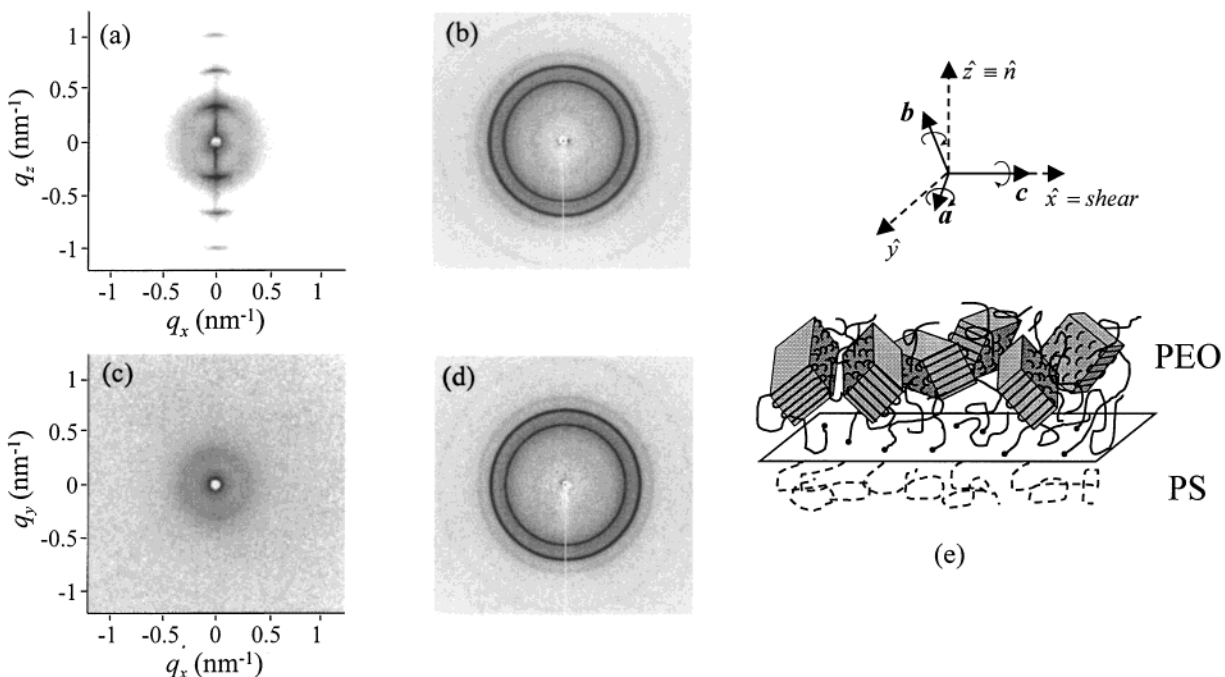 (a)
1
0.5
0
-0.5
-1
q_z (nm⁻¹)
-1 -0.5 0 0.5 1
q_x (nm⁻¹)
(b)
(c)
1
0.5
0
-0.5
-1
q_y (nm⁻¹)
-1 -0.5 0 0.5 1
q_x (nm⁻¹)
(d)
ẑ ≡ n̂
b
c
x̂ = shear
a
ŷ
PEO
PS
(e)